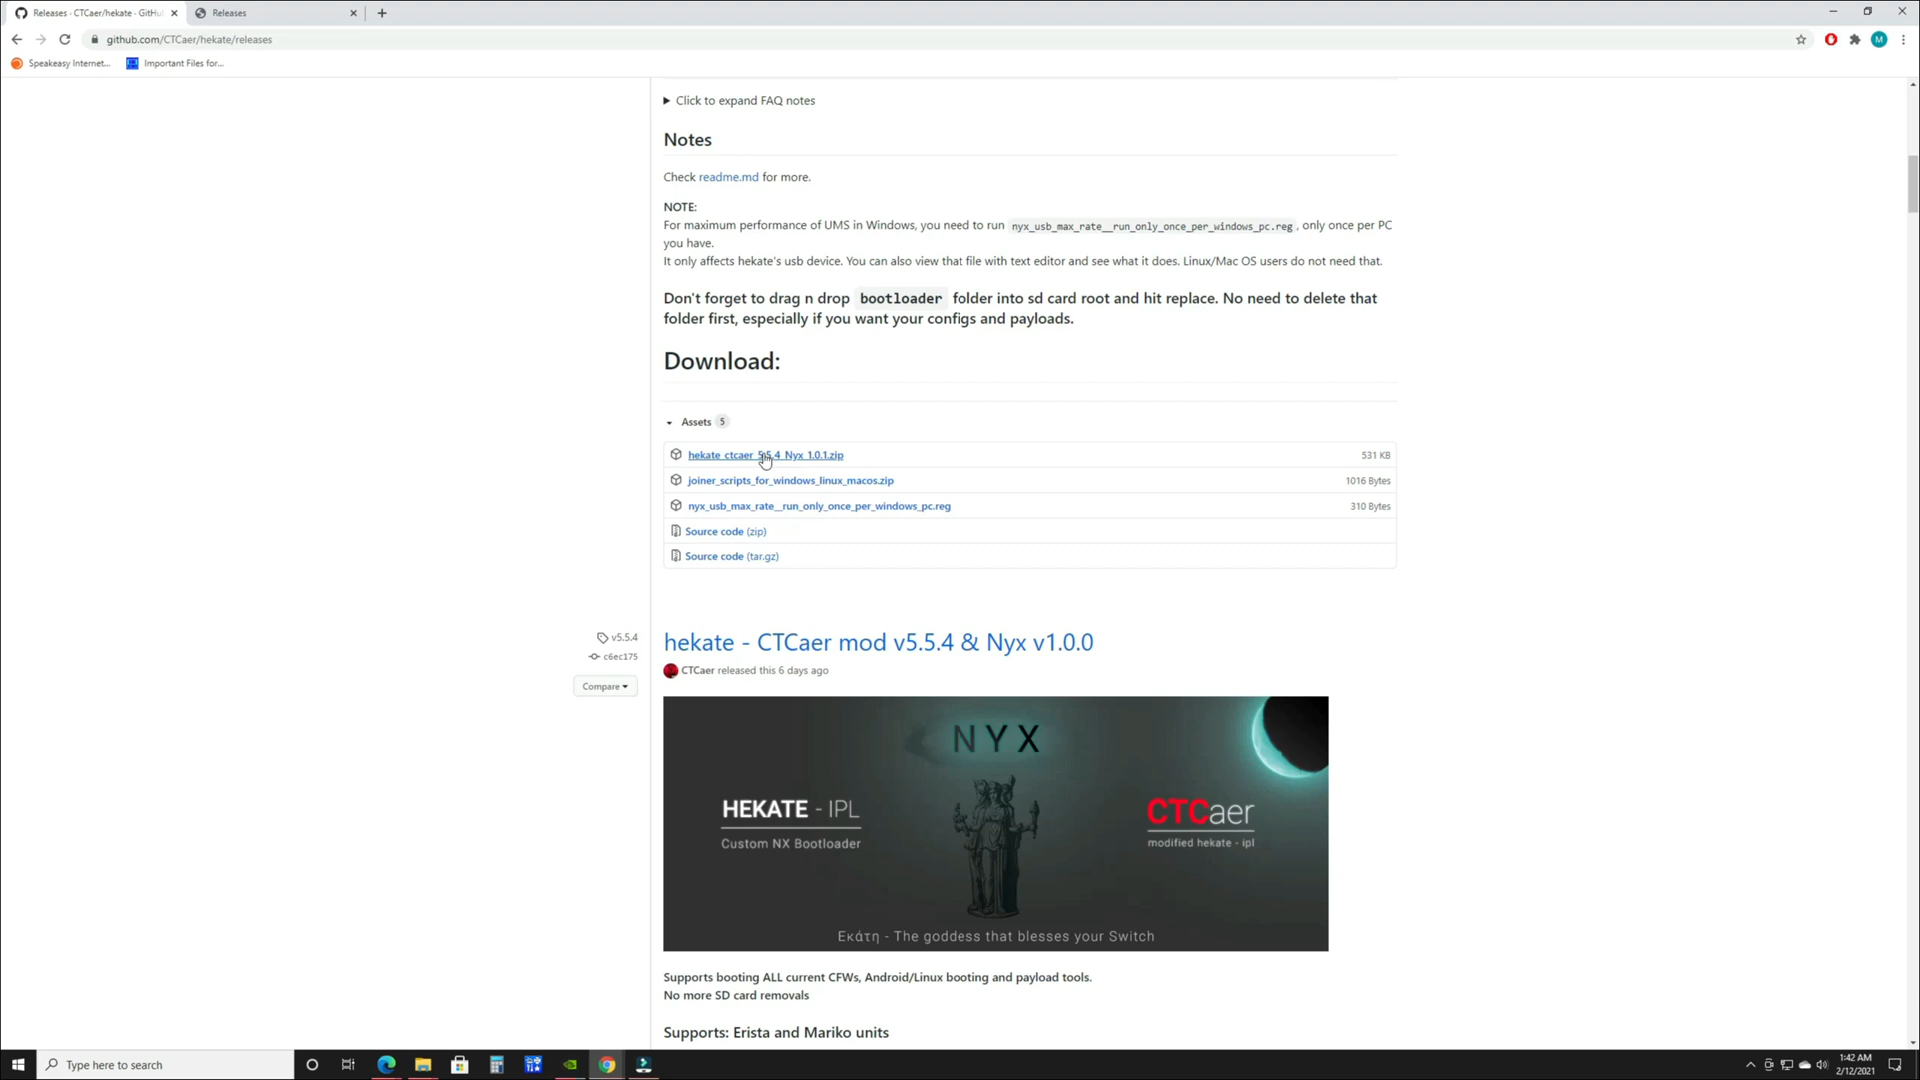 Releases · CTCaer/hekate · GitHu
Releases
github.com/CTCaer/hekate/releases
M
Speakeasy Internet...
Important Files for...
Click to expand FAQ notes
Notes
Check readme.md for more.
NOTE:
For maximum performance of UMS in Windows, you need to run nyx_usb_max_rate__run_only_once_per_windows_pc.reg , only once per PC
you have.
It only affects hekate's usb device. You can also view that file with text editor and see what it does. Linux/Mac OS users do not need that.
Don't forget to drag n drop bootloader folder into sd card root and hit replace. No need to delete that
folder first, especially if you want your configs and payloads.
Download:
Assets 5
hekate_ctcaer_5.5.4_Nyx_1.0.1.zip 531 KB
joiner_scripts_for_windows_linux_macos.zip 1016 Bytes
nyx_usb_max_rate__run_only_once_per_windows_pc.reg 310 Bytes
Source code (zip)
Source code (tar.gz)
v5.5.4
c6ec175
Compare
hekate - CTCaer mod v5.5.4 & Nyx v1.0.0
CTCaer released this 6 days ago
NYX
HEKATE - IPL
Custom NX Bootloader
CTCaer
modified hekate - ipl
Εκάτη - The goddess that blesses your Switch
Supports booting ALL current CFWs, Android/Linux booting and payload tools.
No more SD card removals
Supports: Erista and Mariko units
Type here to search
1:42 AM
2/12/2021